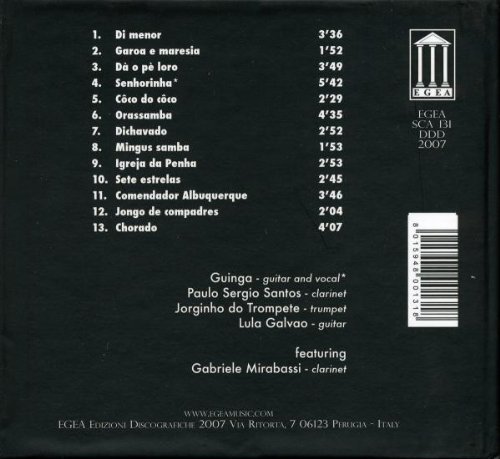 1. Di menor 3'36
2. Garoa e maresia 1'52
3. Dà o pè loro 3'49
4. Senhorinha* 5'42
5. Côco do côco 2'29
6. Orassamba 4'35
7. Dichavado 2'52
8. Mingus samba 1'53
9. Igreja da Penha 2'53
10. Sete estrelas 2'45
11. Comendador Albuquerque 3'46
12. Jongo de compadres 2'04
13. Chorado 4'07
EGEA
EGEA
SCA 131
DDD
2007
8 015948 001318
Guinga - guitar and vocal*
Paulo Sergio Santos - clarinet
Jorginho do Trompete - trumpet
Lula Galvao - guitar
featuring
Gabriele Mirabassi - clarinet
WWW.EGEAMUSIC.COM
EGEA Edizioni Discografiche 2007 Via Ritorta, 7 06123 Perugia - Italy